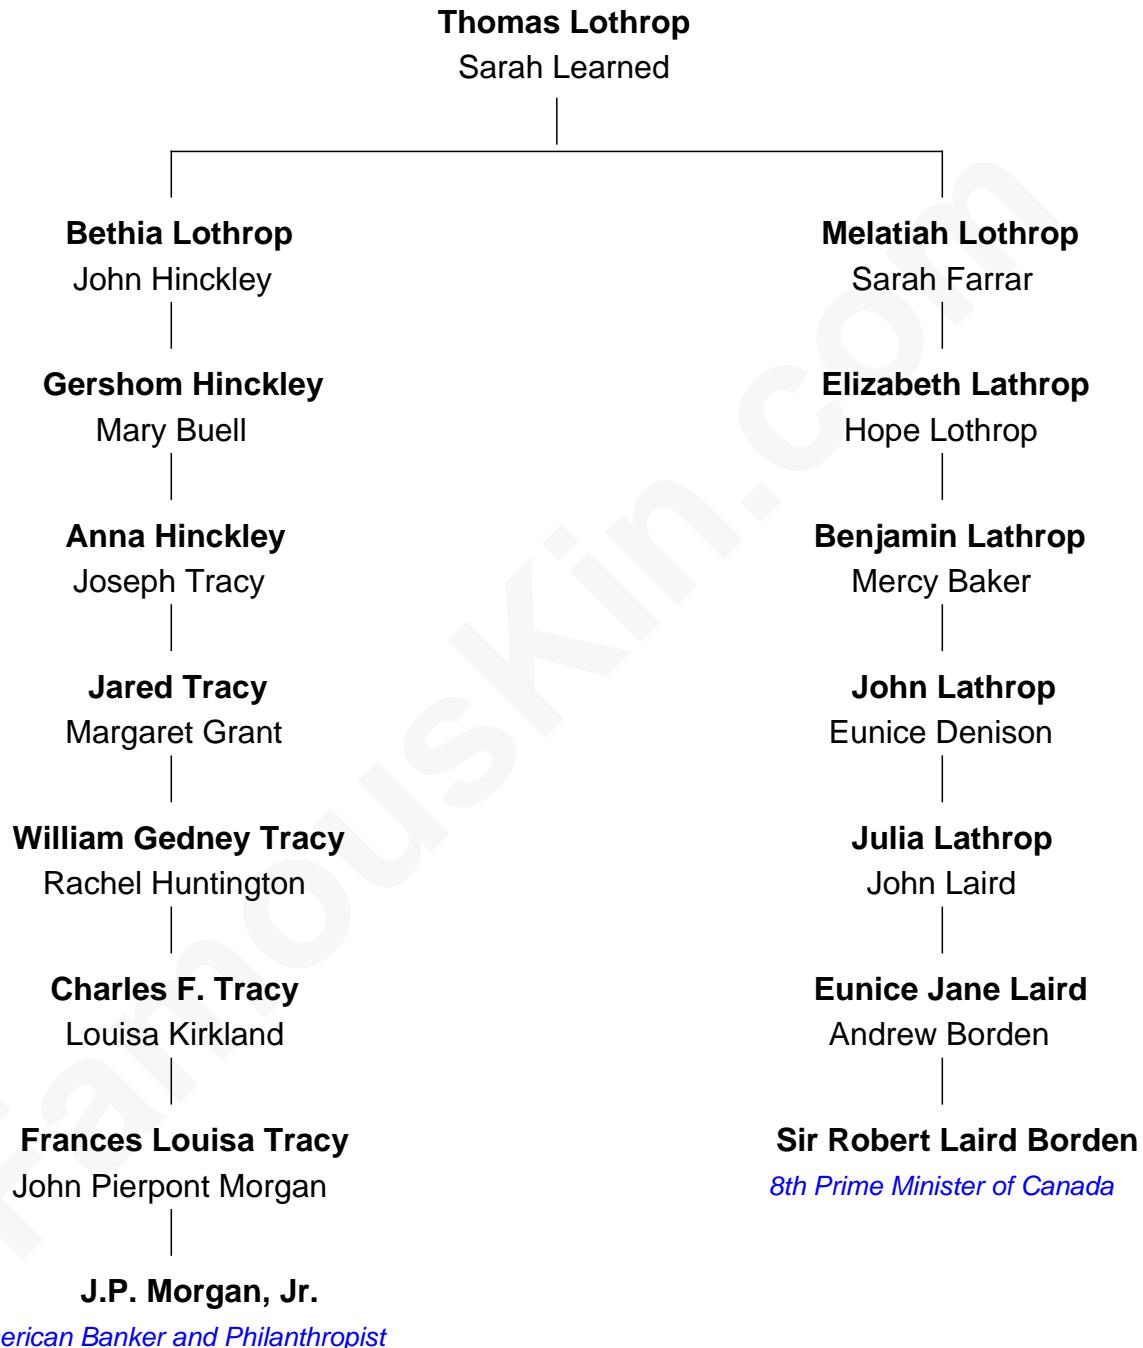 Thomas Lothrop
Sarah Learned
Bethia Lothrop
John Hinckley
Melatiah Lothrop
Sarah Farrar
Gershom Hinckley
Mary Buell
Elizabeth Lathrop
Hope Lothrop
Anna Hinckley
Joseph Tracy
Benjamin Lathrop
Mercy Baker
Jared Tracy
Margaret Grant
John Lathrop
Eunice Denison
William Gedney Tracy
Rachel Huntington
Julia Lathrop
John Laird
Charles F. Tracy
Louisa Kirkland
Eunice Jane Laird
Andrew Borden
Frances Louisa Tracy
John Pierpont Morgan
Sir Robert Laird Borden
8th Prime Minister of Canada
J.P. Morgan, Jr.
erican Banker and Philanthropist
FamousKin.com